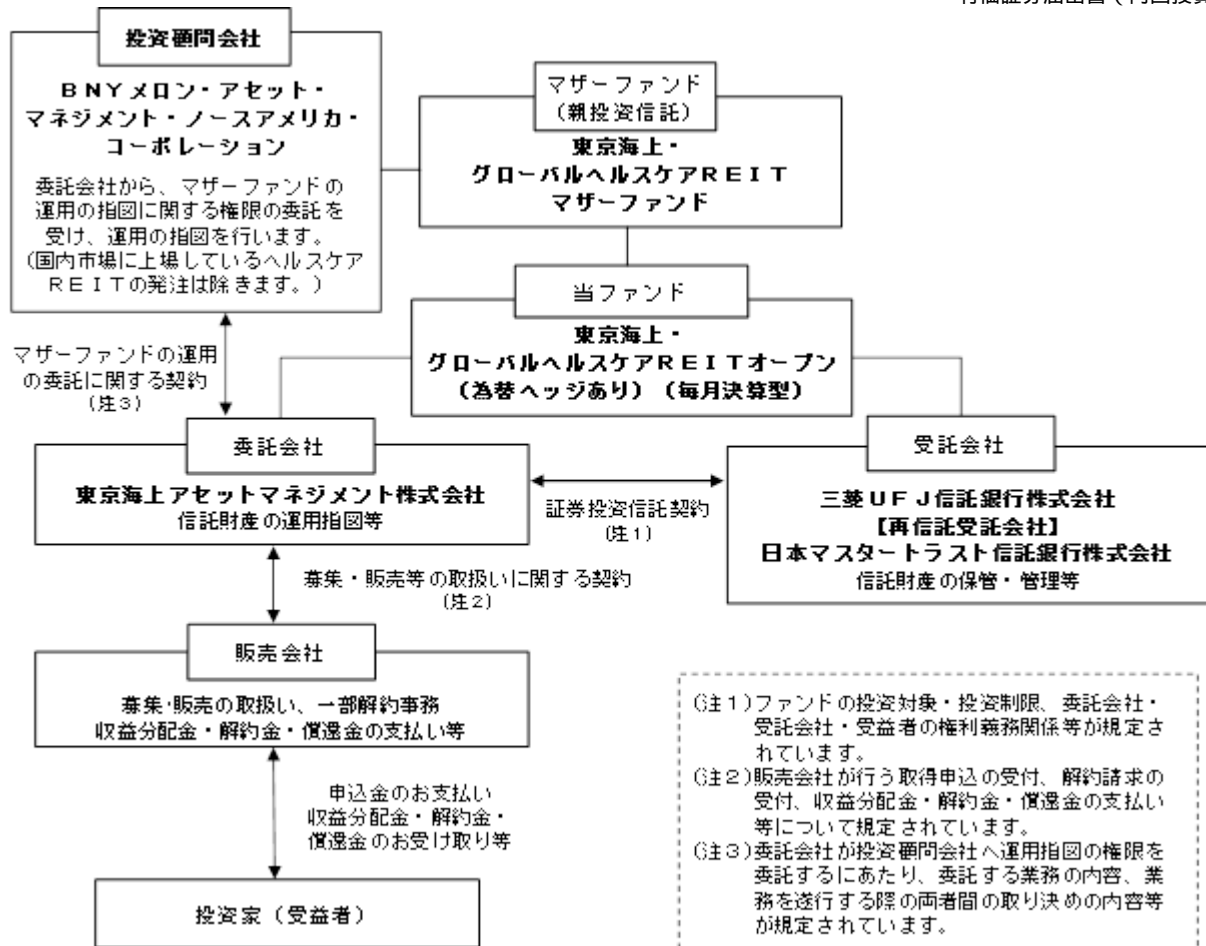 投資顧問会社
ＢＮＹメロン・アセット・
マネジメント・ノースアメリカ・
コーポレーション
委託会社から、マザーファンドの
運用の指図に関する権限の委託を
受け、運用の指図を行います。
（国内市場に上場しているヘルスケア
ＲＥＩＴの発注は除きます。）
マザーファンド
（親投資信託）
東京海上・
グローバルヘルスケアＲＥＩＴ
マザーファンド
当ファンド
東京海上・
グローバルヘルスケアＲＥＩＴオープン
（為替ヘッジあり）（毎月決算型）
マザーファンドの運用
の委託に関する契約
（注３）
委託会社
東京海上アセットマネジメント株式会社
信託財産の運用指図等
証券投資信託契約
（注１）
受託会社
三菱ＵＦＪ信託銀行株式会社
【再信託受託会社】
日本マスタートラスト信託銀行株式会社
信託財産の保管・管理等
募集・販売等の取扱いに関する契約
（注２）
販売会社
募集・販売の取扱い、一部解約事務
収益分配金・解約金・償還金の支払い等
申込金のお支払い
収益分配金・解約金・
償還金のお受け取り等
投資家（受益者）
（注１）ファンドの投資対象・投資制限、委託会社・
受託会社・受益者の権利義務関係等が規定さ
れています。
（注２）販売会社が行う取得申込の受付、解約請求の
受付、収益分配金・解約金・償還金の支払い
等について規定されています。
（注３）委託会社が投資顧問会社へ運用指図の権限を
委託するにあたり、委託する業務の内容、業
務を遂行する際の両者間の取り決めの内容等
が規定されています。